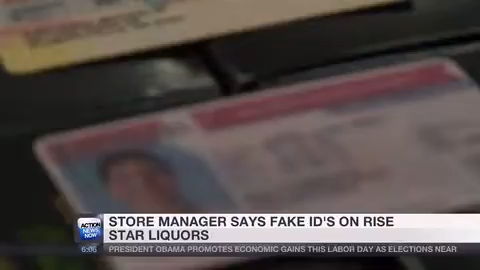 STORE MANAGER SAYS FAKE ID'S ON RISE
STAR LIQUORS
ACTION
NEWS
NOW
6:06
PRESIDENT OBAMA PROMOTES ECONOMIC GAINS THIS LABOR DAY AS ELECTIONS NEAR